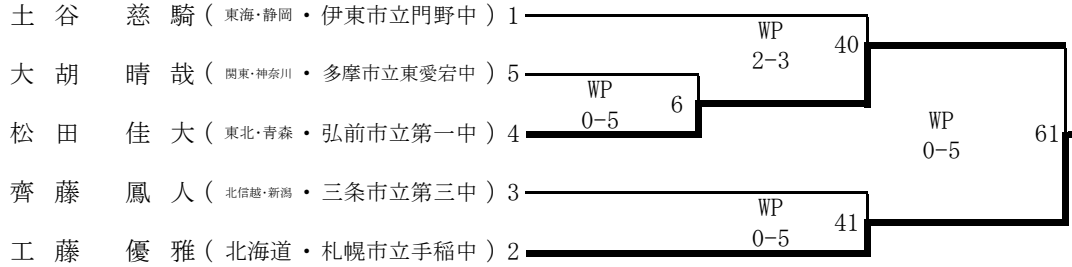 土 谷 慈 騎 ( 東海・静岡 ・ 伊東市立門野中 ) 1
WP
2-3
40
大 胡 晴 哉 ( 関東・神奈川 ・ 多摩市立東愛宕中 ) 5
WP
0-5
6
松 田 佳 大 ( 東北・青森 ・ 弘前市立第一中 ) 4
WP
0-5
61
齊 藤 鳳 人 ( 北信越・新潟 ・ 三条市立第三中 ) 3
WP
0-5
41
工 藤 優 雅 ( 北海道 ・ 札幌市立手稲中 ) 2